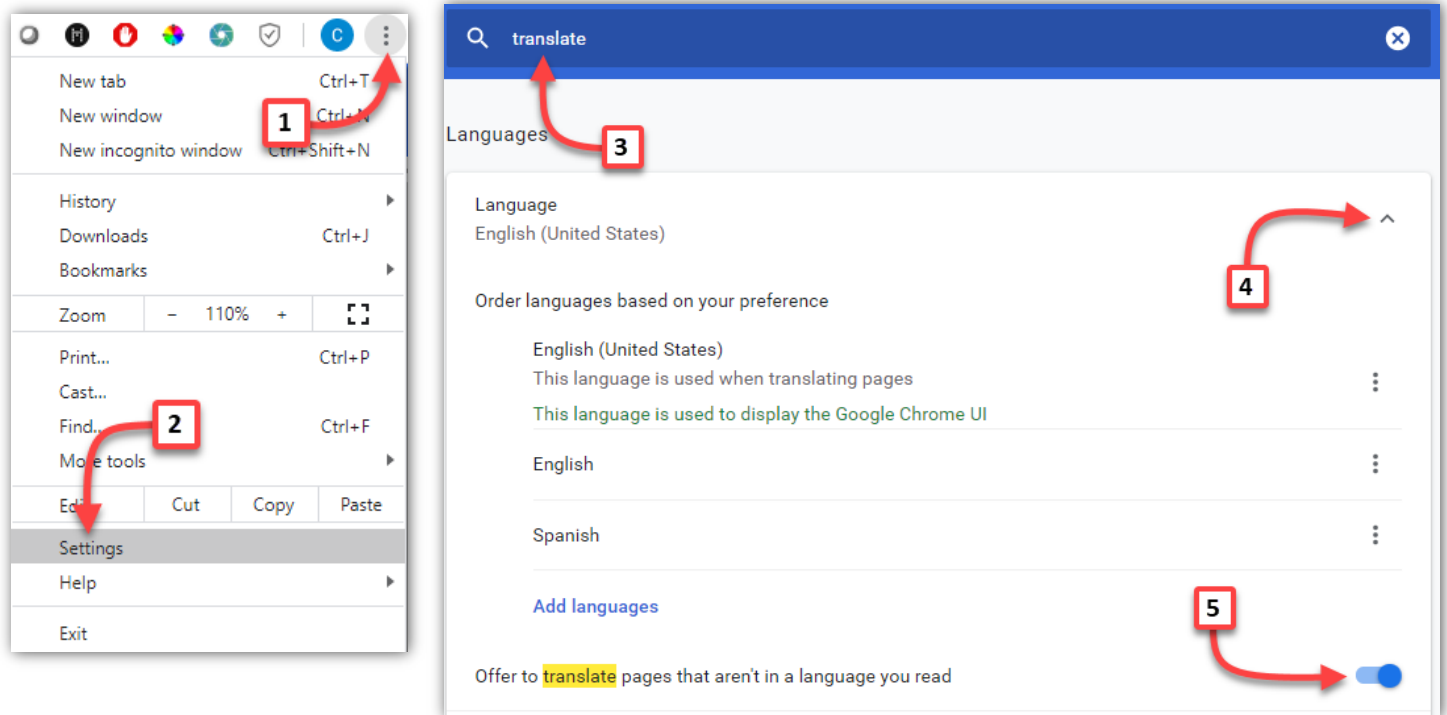 C
New tab Ctrl+T
1
New window Ctrl+N
New incognito window Ctrl+Shift+N
History
Downloads Ctrl+J
Bookmarks
Zoom - 110% +
Print... Ctrl+P
Cast...
2
Find... Ctrl+F
More tools
Edit Cut Copy Paste
Settings
Help
Exit
translate
3
Languages
Language
English (United States)
4
Order languages based on your preference
English (United States)
This language is used when translating pages
This language is used to display the Google Chrome UI
English
Spanish
Add languages
5
Offer to translate pages that aren't in a language you read